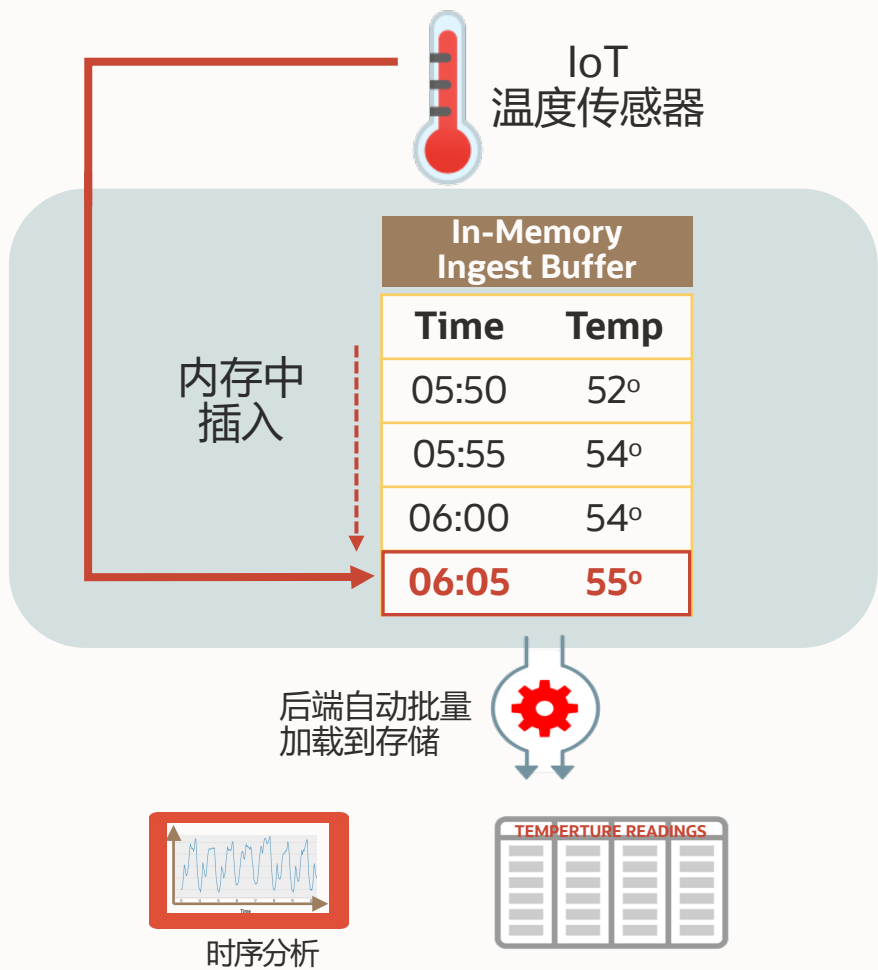 IoT
温度传感器
In-Memory
Ingest Buffer
Time Temp
内存中
插入
05:50 52º
05:55 54º
06:00 54º
06:05 55º
后端自动批量
加载到存储
TEMPERTURE READINGS
Time
时序分析